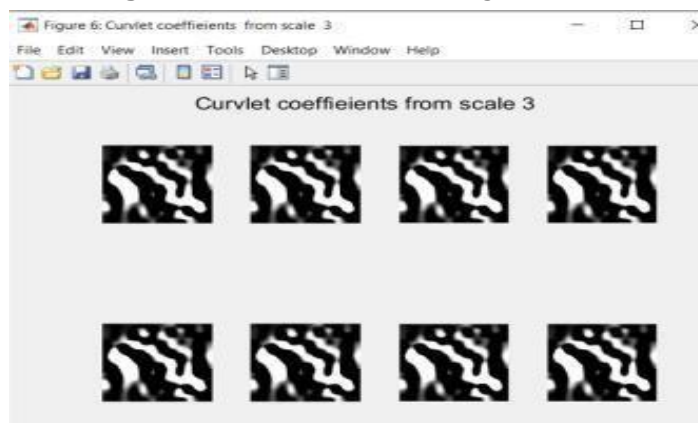 Figure 6: Curvlet coeffieients from scale 3
File Edit View Insert Tools Desktop Window Help
Curvlet coeffieients from scale 3